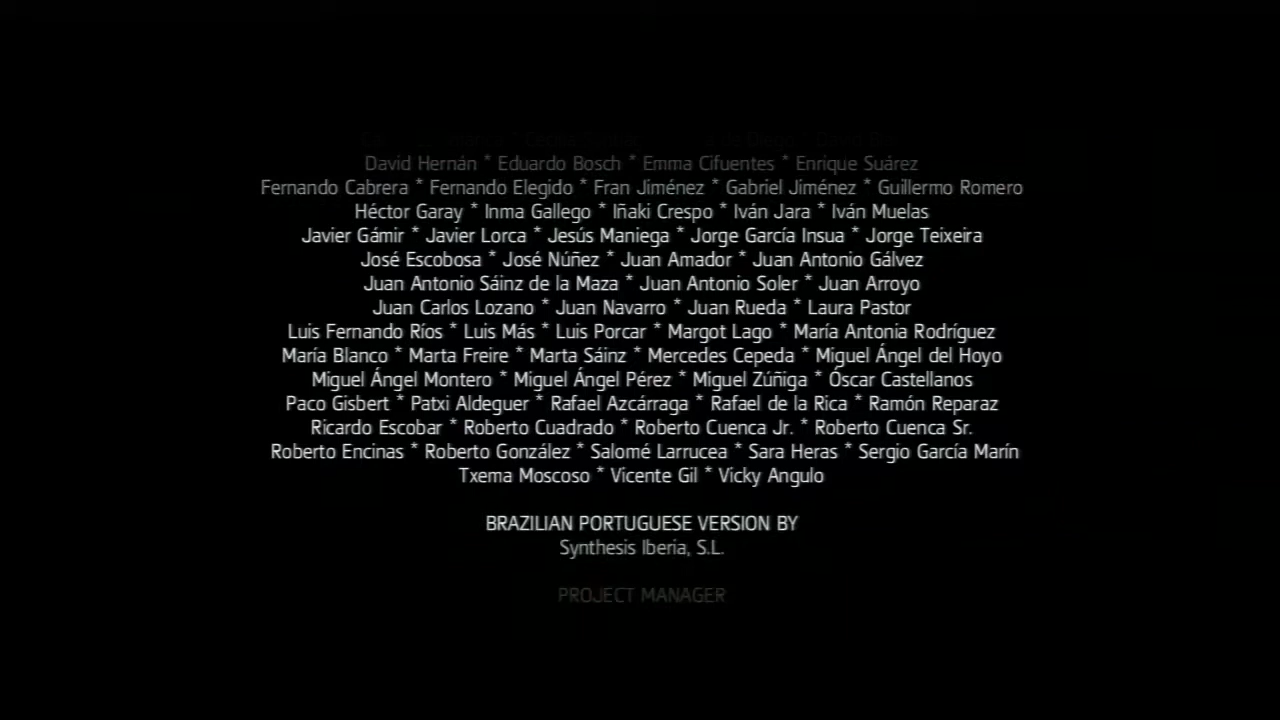 David Hernán * Eduardo Bosch * Emma Cifuentes * Enrique Suárez
Fernando Cabrera * Fernando Elegido * Fran Jiménez * Gabriel Jiménez * Guillermo Romero
Héctor Garay * Inma Gallego * Iñaki Crespo * Iván Jara * Iván Muelas
Javier Gámir * Javier Lorca * Jesús Maniega * Jorge García Insua * Jorge Teixeira
José Escobosa * José Núñez * Juan Amador * Juan Antonio Gálvez
Juan Antonio Sáinz de la Maza * Juan Antonio Soler * Juan Arroyo
Juan Carlos Lozano * Juan Navarro * Juan Rueda * Laura Pastor
Luis Fernando Ríos * Luis Más * Luis Porcar * Margot Lago * María Antonia Rodríguez
María Blanco * Marta Freire * Marta Sáinz * Mercedes Cepeda * Miguel Ángel del Hoyo
Miguel Ángel Montero * Miguel Ángel Pérez * Miguel Zúñiga * Óscar Castellanos
Paco Gisbert * Patxi Aldeguer * Rafael Azcárraga * Rafael de la Rica * Ramón Reparaz
Ricardo Escobar * Roberto Cuadrado * Roberto Cuenca Jr. * Roberto Cuenca Sr.
Roberto Encinas * Roberto González * Salomé Larrucea * Sara Heras * Sergio García Marín
Txema Moscoso * Vicente Gil * Vicky Angulo
BRAZILIAN PORTUGUESE VERSION BY
Synthesis Iberia, S.L.
PROJECT MANAGER